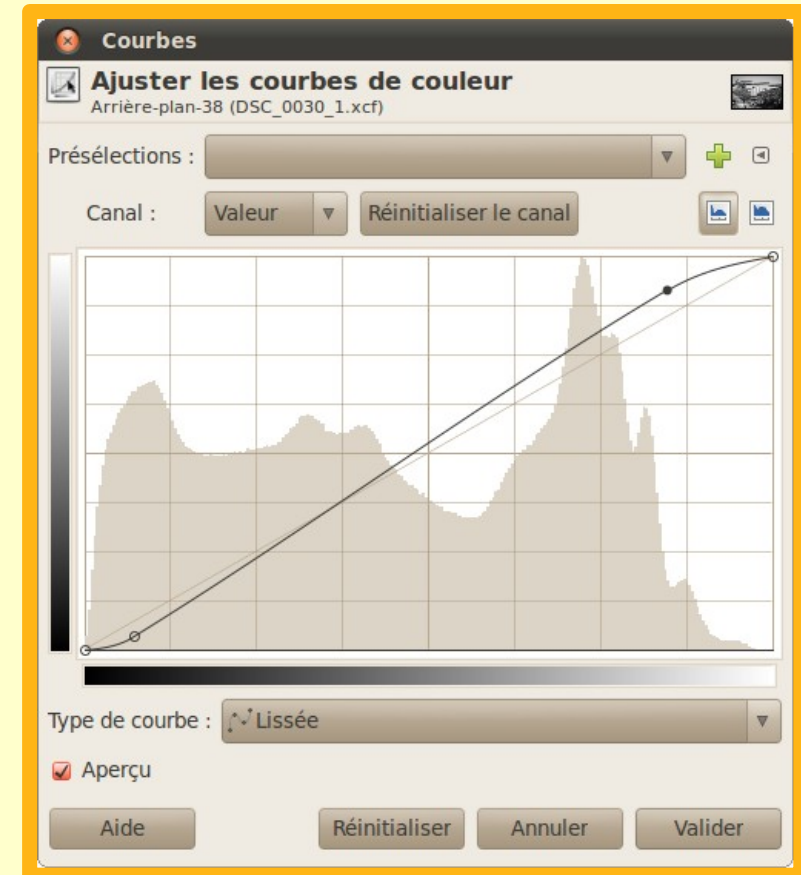 Courbes
Ajuster les courbes de couleur
Arrière-plan-38 (DSC_0030_1.xcf)
Présélections :
Canal : Valeur Réinitialiser le canal
Type de courbe : Lissée
Aperçu
Aide Réinitialiser Annuler Valider